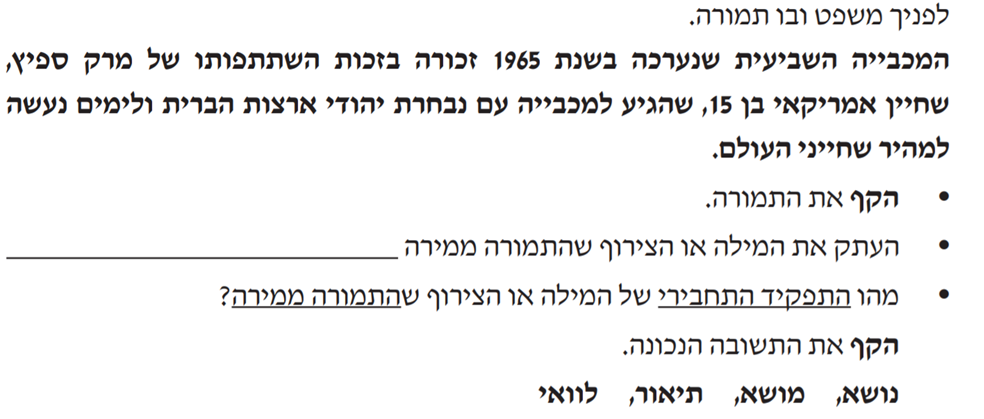 לפניך משפט ובו תמורה.
המכבייה השביעית שנערכה בשנת 1965 זכורה בזכות השתתפותו של מרק ספיץ,
שחיין אמריקאי בן 15, שהגיע למכבייה עם נבחרת יהודי ארצות הברית ולימים נעשה
למהיר שחייני העולם.
• הקף את התמורה.
• העתק את המילה או הצירוף שהתמורה ממירה ____________________
• מהו התפקיד התחבירי של המילה או הצירוף שהתמורה ממירה?
הקף את התשובה הנכונה.
נושא, מושא, תיאור, לוואי